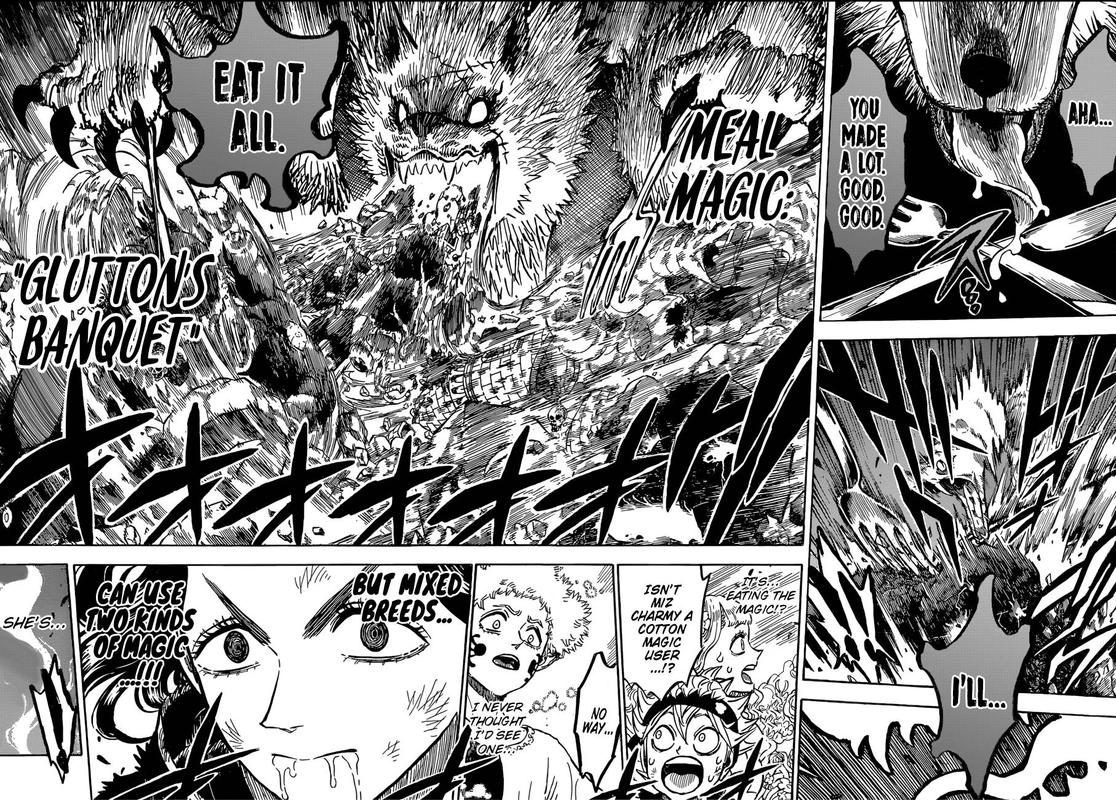 AHA...
YOU
MADE
A LOT.
GOOD.
GOOD.
I'LL...
EAT IT
ALL.
MEAL
MAGIC:
"GLUTTON'S
BANQUET"
IT'S...
EATING THE
MAGIC!?
ISN'T
MIZ
CHARMY A
COTTON
MAGIC
USER
...!?
NO
WAY...
I NEVER
THOUGHT
I'D SEE
ONE...
BUT MIXED
BREEDS...
CAN USE
TWO KINDS
OF MAGIC
...!!!
SHE'S...